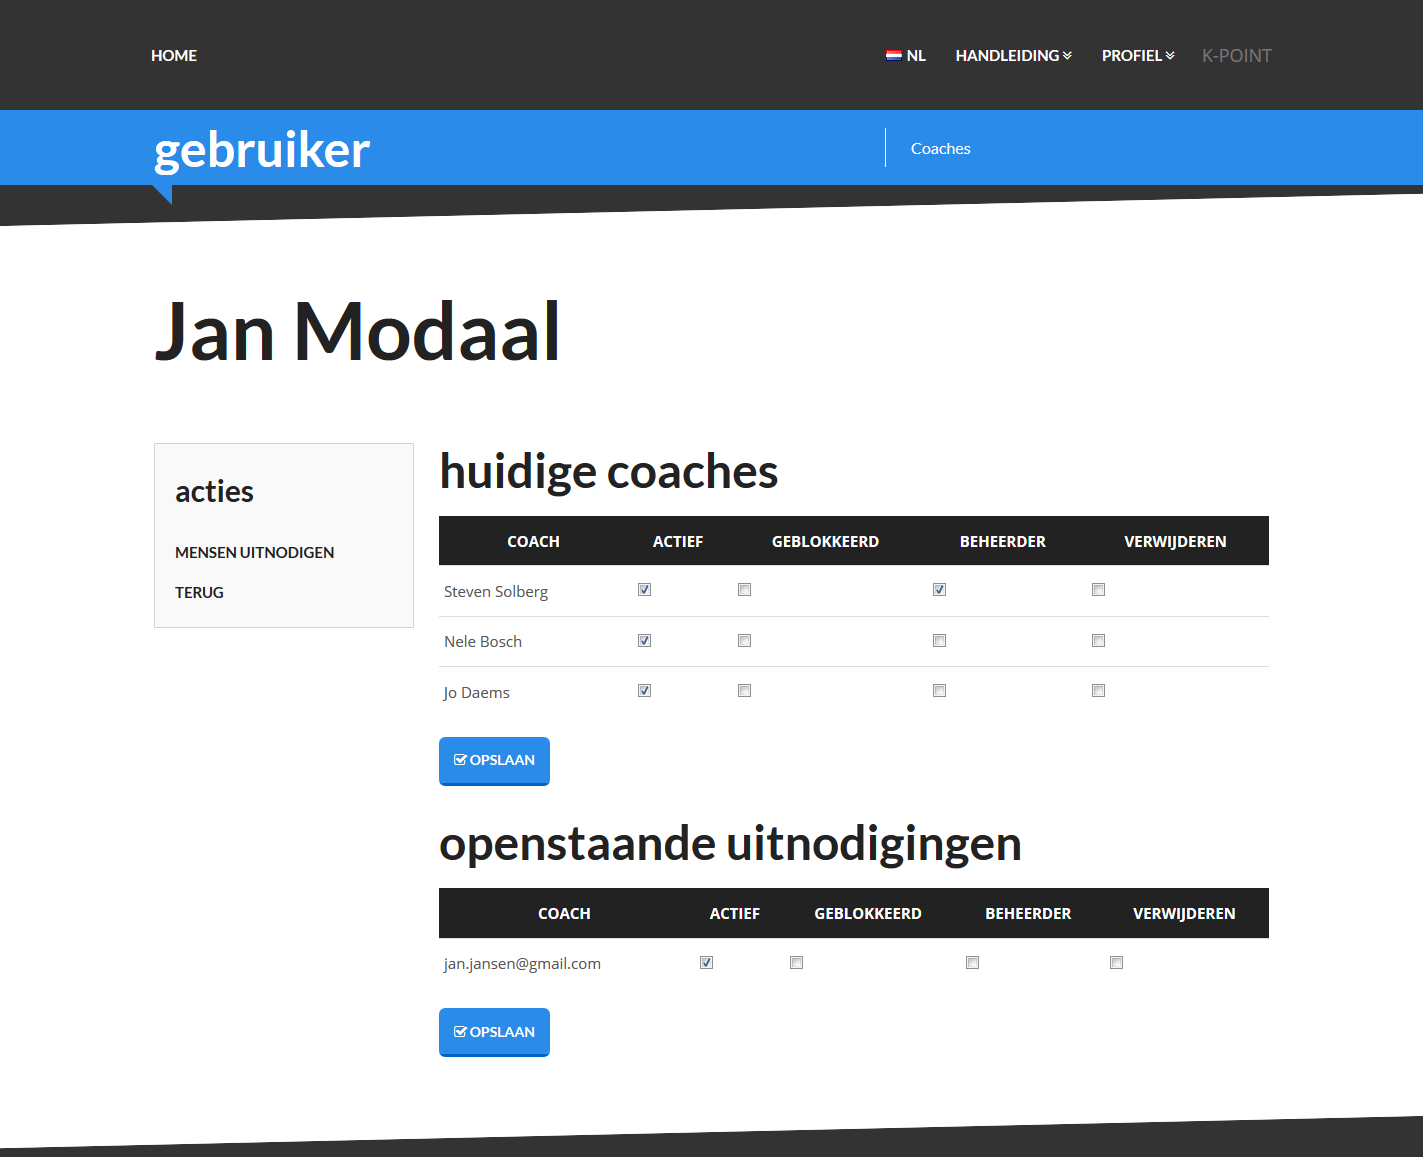 HOME NL HANDLEIDING PROFIEL K-POINT
gebruiker Coaches
Jan Modaal
acties
MENSEN UITNODIGEN
TERUG
huidige coaches
COACH ACTIEF GEBLOKKEERD BEHEERDER VERWIJDEREN
Steven Solberg
Nele Bosch
Jo Daems
OPSLAAN
openstaande uitnodigingen
COACH ACTIEF GEBLOKKEERD BEHEERDER VERWIJDEREN
jan.jansen@gmail.com
OPSLAAN